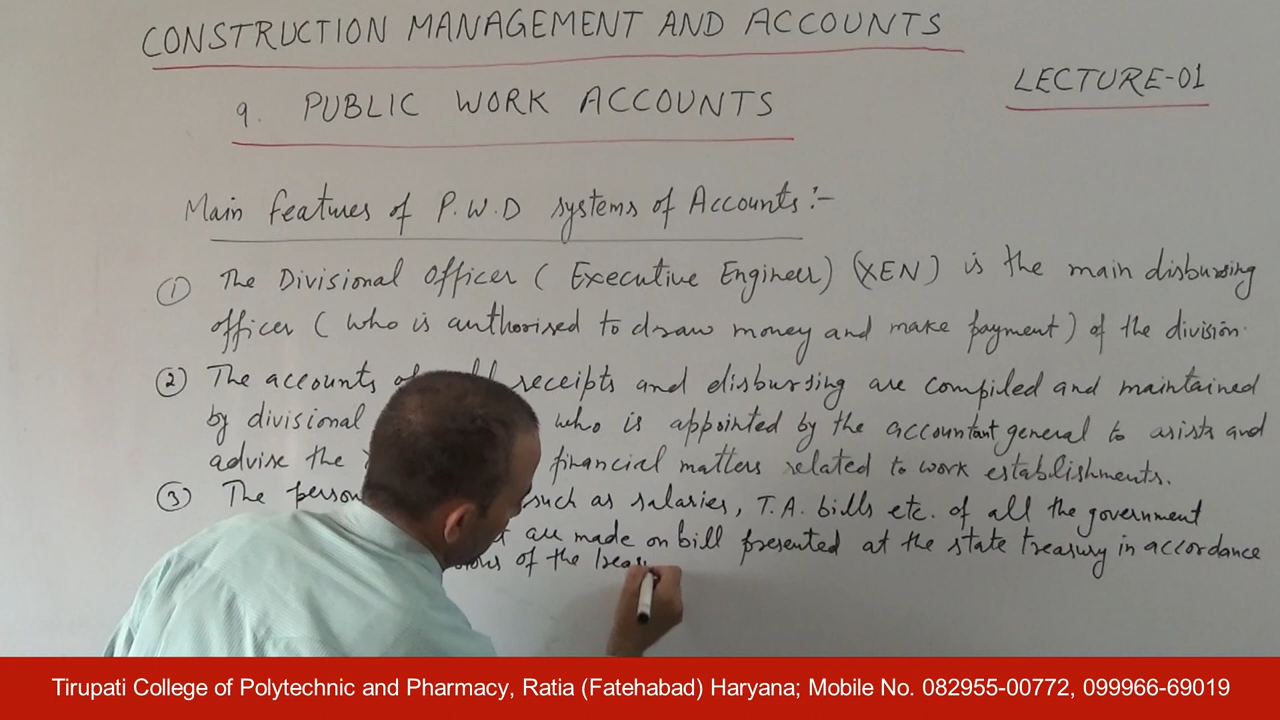 CONSTRUCTION MANAGEMENT AND ACCOUNTS
LECTURE-01
9. PUBLIC WORK ACCOUNTS
Main features of P.W.D systems of Accounts:-
① The Divisional Officer ( Executive Engineer) (XEN) is the main disbursing
officer ( who is authorised to draw money and make payment) of the division.
② The accounts of receipts and disbursing are compiled and maintained
by divisional who is appointed by the accountant general to asists and
advise the financial matters related to work establishments.
③ The such as salaries, T.A. bills etc. of all the government
are made on bill presented at the state treasury in accordance
of the
Tirupati College of Polytechnic and Pharmacy, Ratia (Fatehabad) Haryana; Mobile No. 082955-00772, 099966-69019